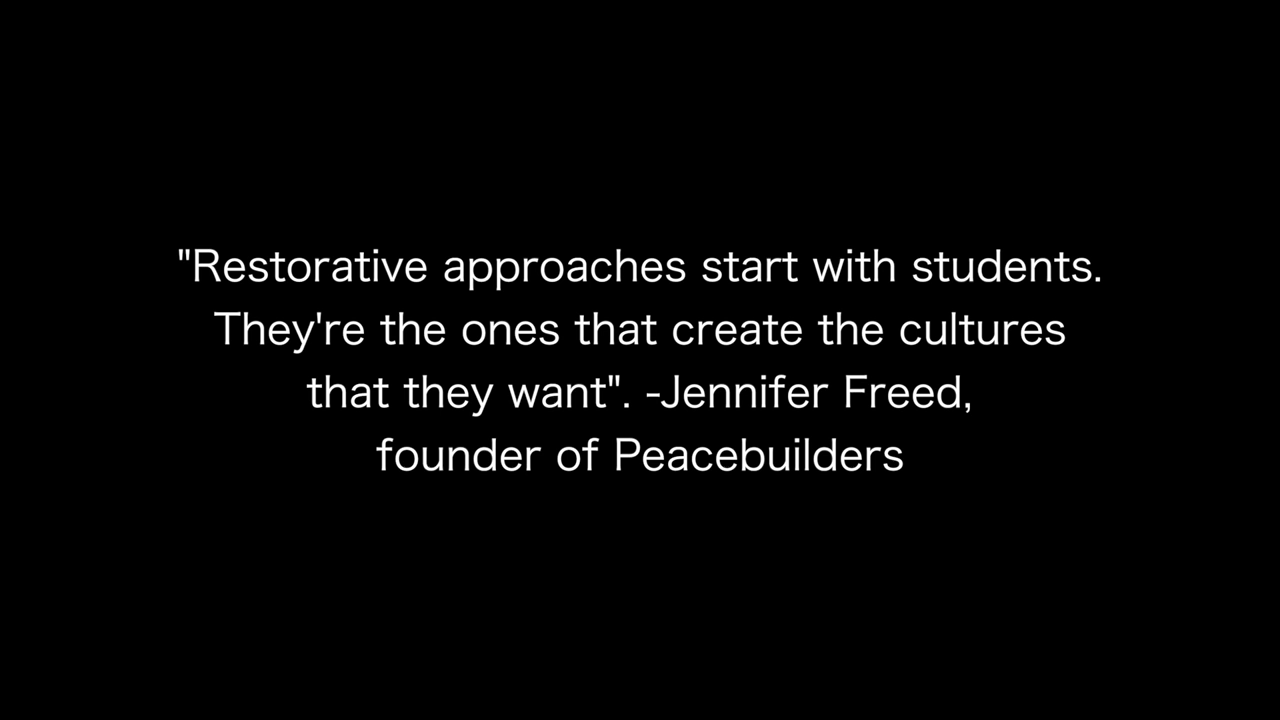 "Restorative approaches start with students.
They're the ones that create the cultures
that they want". -Jennifer Freed,
founder of Peacebuilders